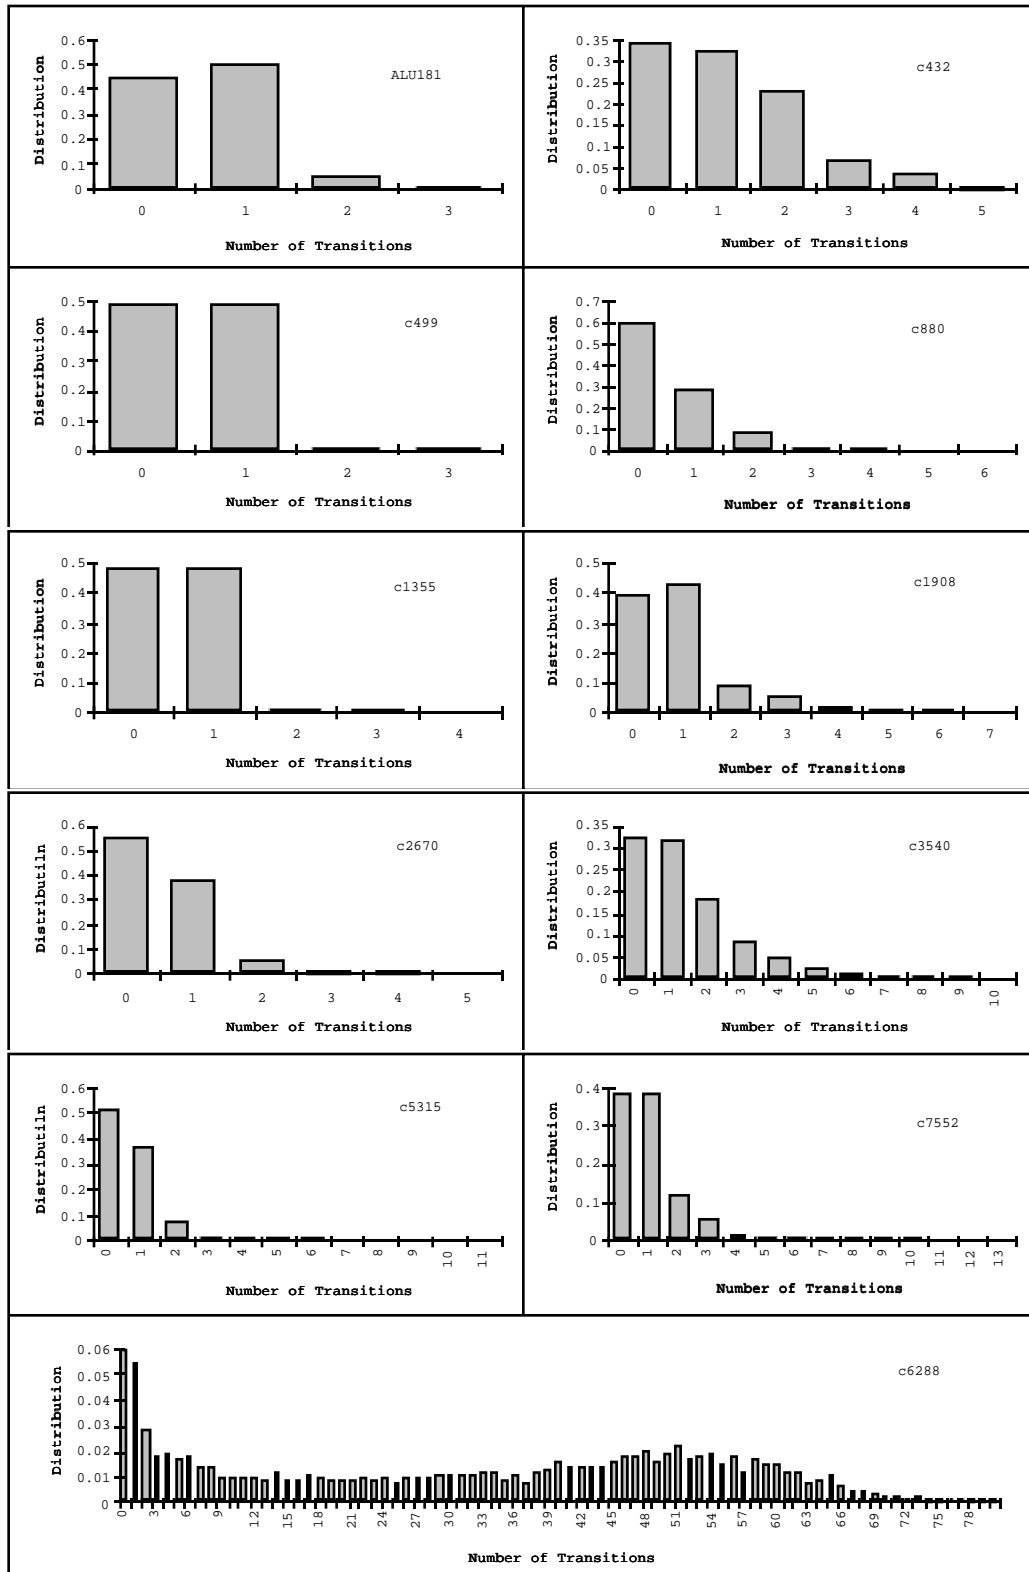 0.6
0.5
0.4
0.3
0.2
0.1
0
Distribution
ALU181
0 1 2 3
Number of Transitions
0.35
0.3
0.25
0.2
0.15
0.1
0.05
0
Distribution
c432
0 1 2 3 4 5
Number of Transitions
0.5
0.4
0.3
0.2
0.1
0
Distribution
c499
0 1 2 3
Number of Transitions
0.7
0.6
0.5
0.4
0.3
0.2
0.1
0
Distribution
c880
0 1 2 3 4 5 6
Number of Transitions
0.5
0.4
0.3
0.2
0.1
0
Distribution
c1355
0 1 2 3 4
Number of Transitions
0.5
0.4
0.3
0.2
0.1
0
Distribution
c1908
0 1 2 3 4 5 6 7
Number of Transitions
0.6
0.5
0.4
0.3
0.2
0.1
0
Distributiln
c2670
0 1 2 3 4 5
Number of Transitions
0.35
0.3
0.25
0.2
0.15
0.1
0.05
0
Distribution
c3540
0 1 2 3 4 5 6 7 8 9 10
Number of Transitions
0.6
0.5
0.4
0.3
0.2
0.1
0
Distributiln
c5315
0 1 2 3 4 5 6 7 8 9 10 11
Number of Transitions
0.4
0.3
0.2
0.1
0
Distribution
c7552
0 1 2 3 4 5 6 7 8 9 10 11 12 13
Number of Transitions
0.06
0.05
0.04
0.03
0.02
0.01
0
Distribution
c6288
0 3 6 9 12 15 18 21 24 27 30 33 36 39 42 45 48 51 54 57 60 63 66 69 72 75 78
Number of Transitions